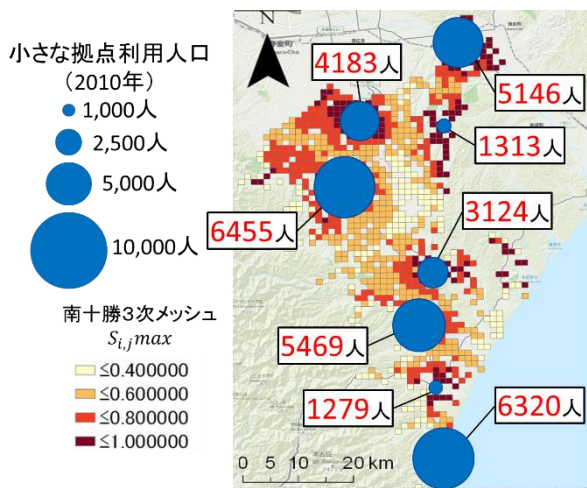 小さな拠点利用人口
（2010年）
1,000人
2,500人
5,000人
10,000人
南十勝３次メッシュ
S_{i,j}max
≤0.400000
≤0.600000
≤0.800000
≤1.000000
N
4183人
5146人
1313人
6455人
3124人
5469人
1279人
6320人
0 5 10 20 km